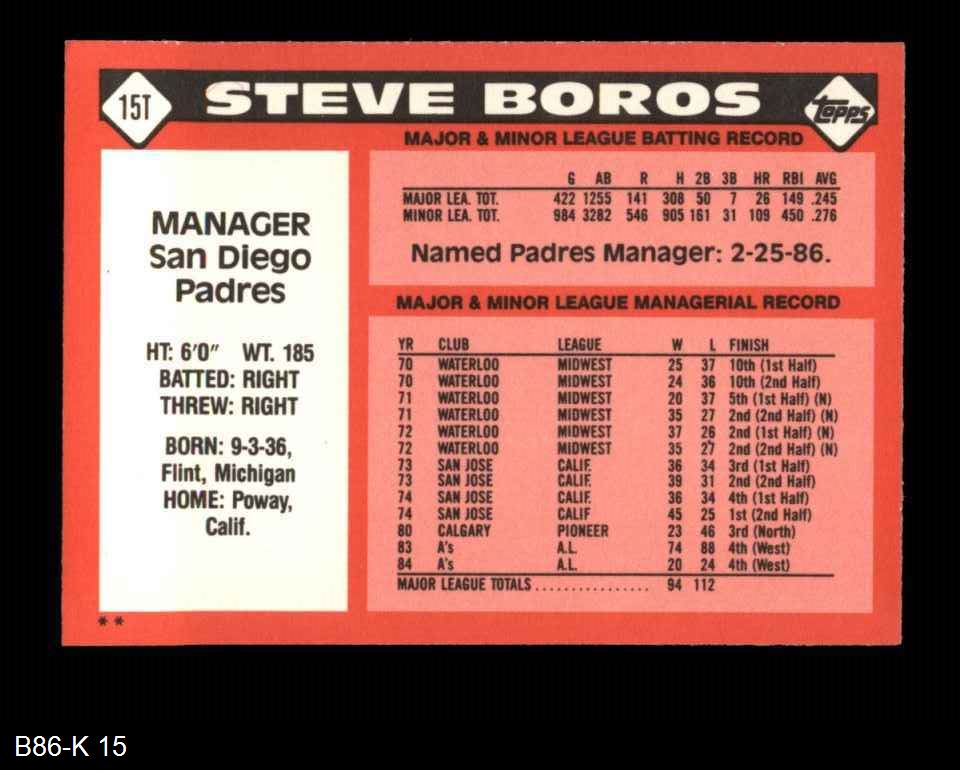 15T
STEVE BOROS
topps
MAJOR & MINOR LEAGUE BATTING RECORD
G AB R H 2B 3B HR RBI AVG
MAJOR LEA. TOT. 422 1255 141 308 50 7 26 149 .245
MINOR LEA. TOT. 984 3282 546 905 161 31 109 450 .276
Named Padres Manager: 2-25-86.
MANAGER
San Diego
Padres
HT: 6'0" WT. 185
BATTED: RIGHT
THREW: RIGHT
BORN: 9-3-36,
Flint, Michigan
HOME: Poway,
Calif.
MAJOR & MINOR LEAGUE MANAGERIAL RECORD
YR CLUB LEAGUE W L FINISH
70 WATERLOO MIDWEST 25 37 10th (1st Half)
70 WATERLOO MIDWEST 24 36 10th (2nd Half)
71 WATERLOO MIDWEST 20 37 5th (1st Half) (N)
71 WATERLOO MIDWEST 35 27 2nd (2nd Half) (N)
72 WATERLOO MIDWEST 37 26 2nd (1st Half) (N)
72 WATERLOO MIDWEST 35 27 2nd (2nd Half) (N)
73 SAN JOSE CALIF. 36 34 3rd (1st Half)
73 SAN JOSE CALIF. 39 31 2nd (2nd Half)
74 SAN JOSE CALIF. 36 34 4th (1st Half)
74 SAN JOSE CALIF 45 25 1st (2nd Half)
80 CALGARY PIONEER 23 46 3rd (North)
83 A's A.L. 74 88 4th (West)
84 A's A.L. 20 24 4th (West)
MAJOR LEAGUE TOTALS ................ 94 112
**
B86-K 15